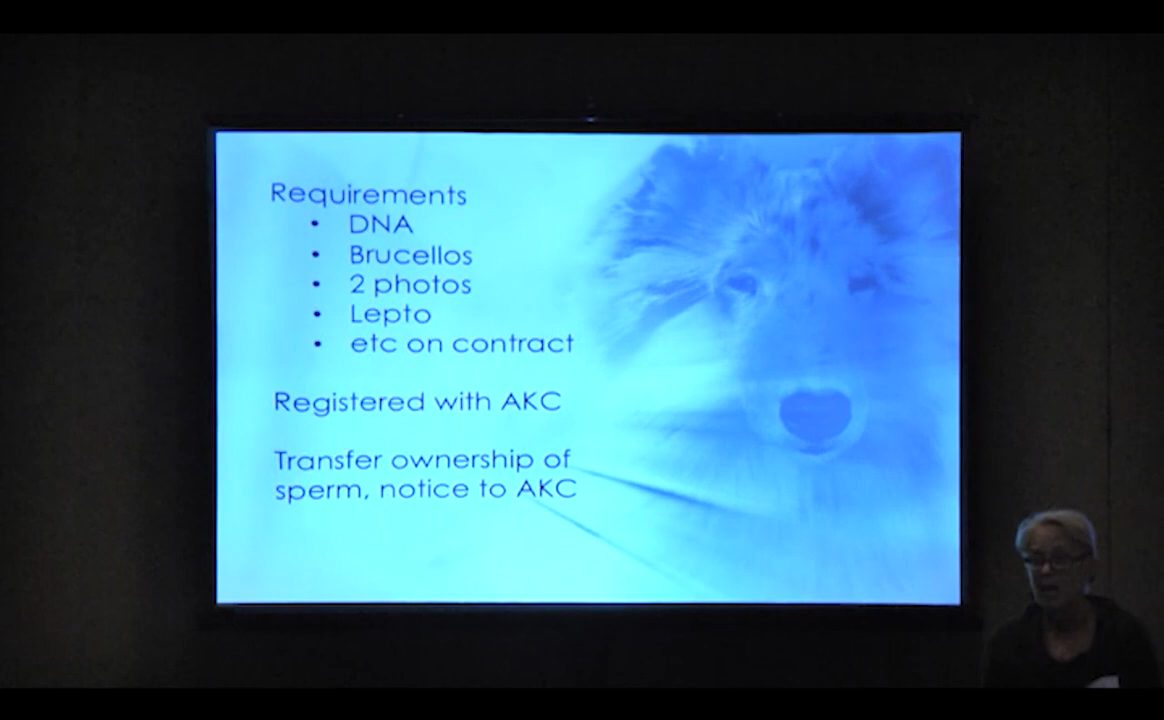 Requirements
• DNA
• Brucellos
• 2 photos
• Lepto
• etc on contract
Registered with AKC
Transfer ownership of
sperm, notice to AKC